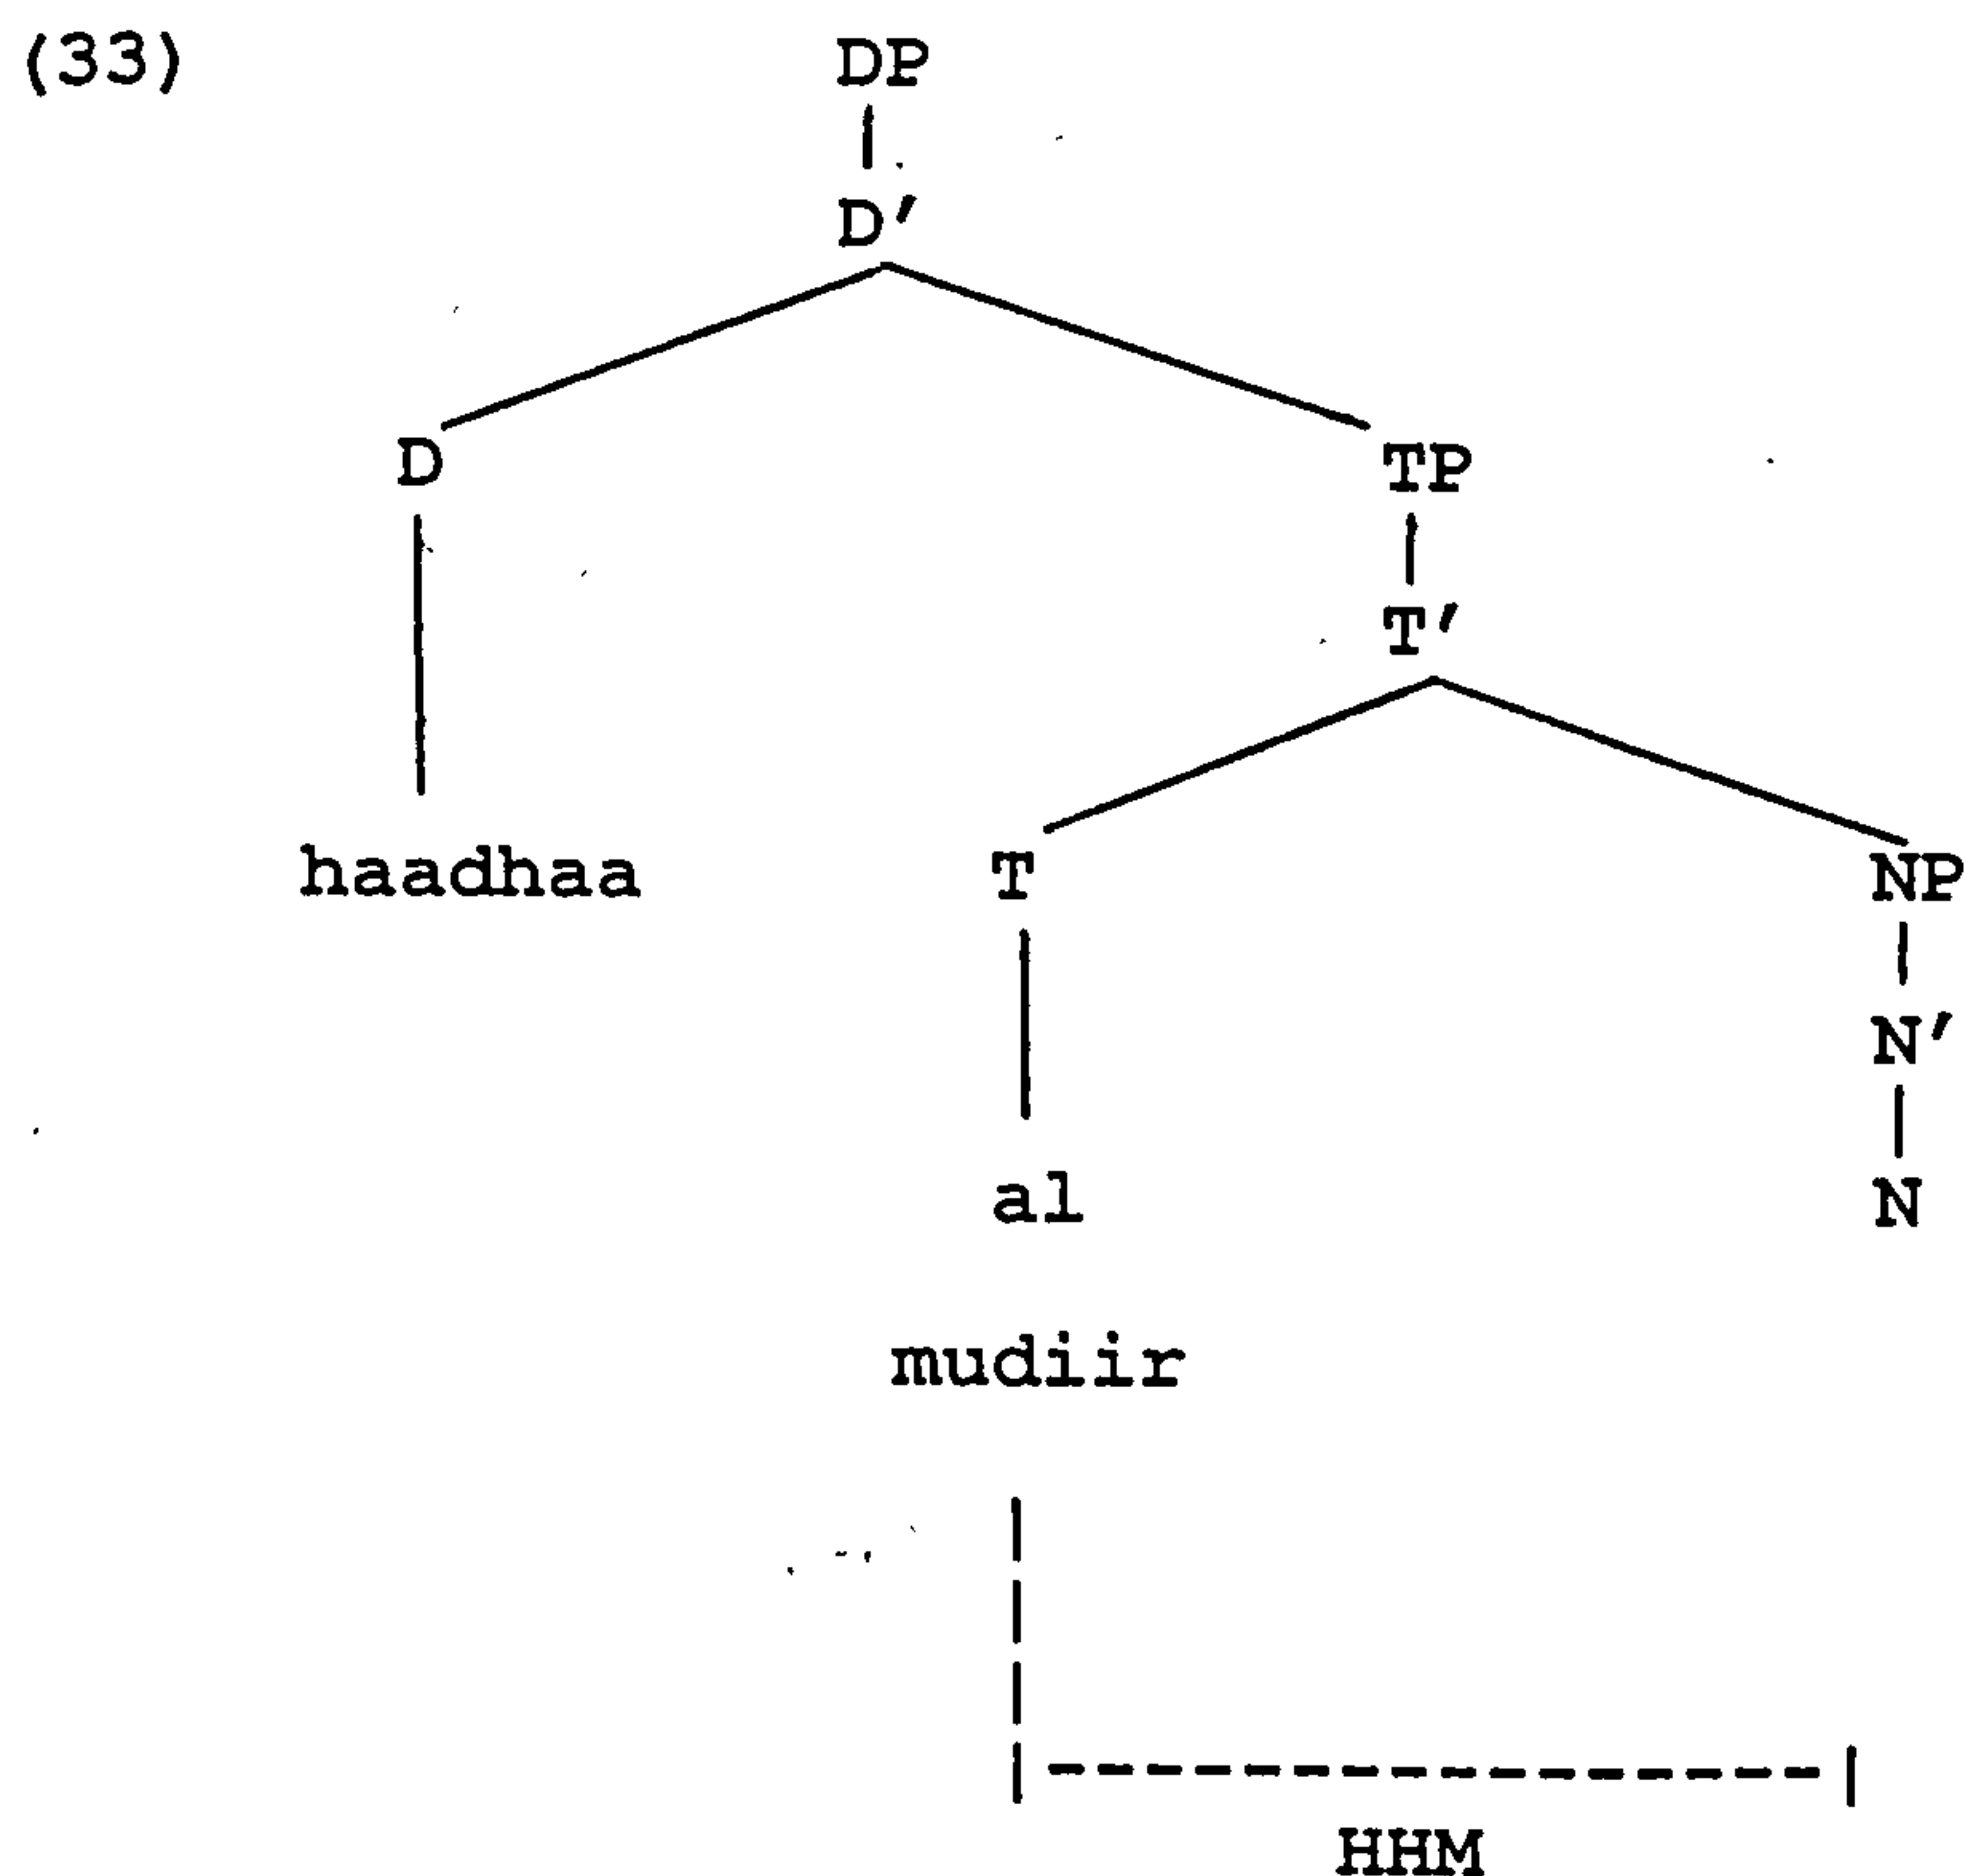 (33) DP
D'
D TP
T'
haadhaa T NP
N'
al N
mudiir
HHM